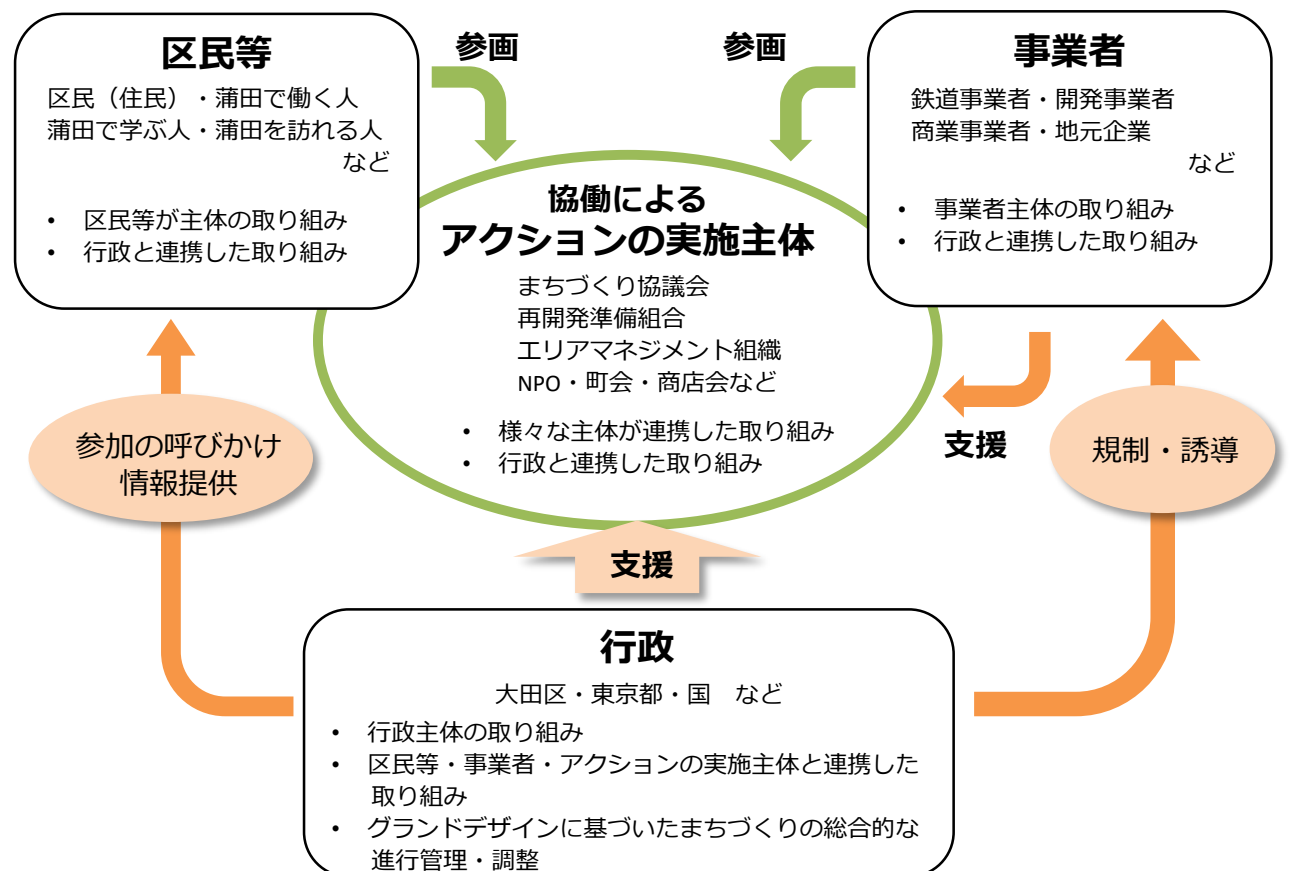 区民等
区民（住民）・蒲田で働く人
蒲田で学ぶ人・蒲田を訪れる人
など
• 区民等が主体の取り組み
• 行政と連携した取り組み
参画
参画
事業者
鉄道事業者・開発事業者
商業事業者・地元企業
など
• 事業者主体の取り組み
• 行政と連携した取り組み
協働による
アクションの実施主体
まちづくり協議会
再開発準備組合
エリアマネジメント組織
NPO・町会・商店会など
• 様々な主体が連携した取り組み
• 行政と連携した取り組み
参加の呼びかけ
情報提供
支援
規制・誘導
支援
行政
大田区・東京都・国　など
• 行政主体の取り組み
• 区民等・事業者・アクションの実施主体と連携した
取り組み
• グランドデザインに基づいたまちづくりの総合的な
進行管理・調整